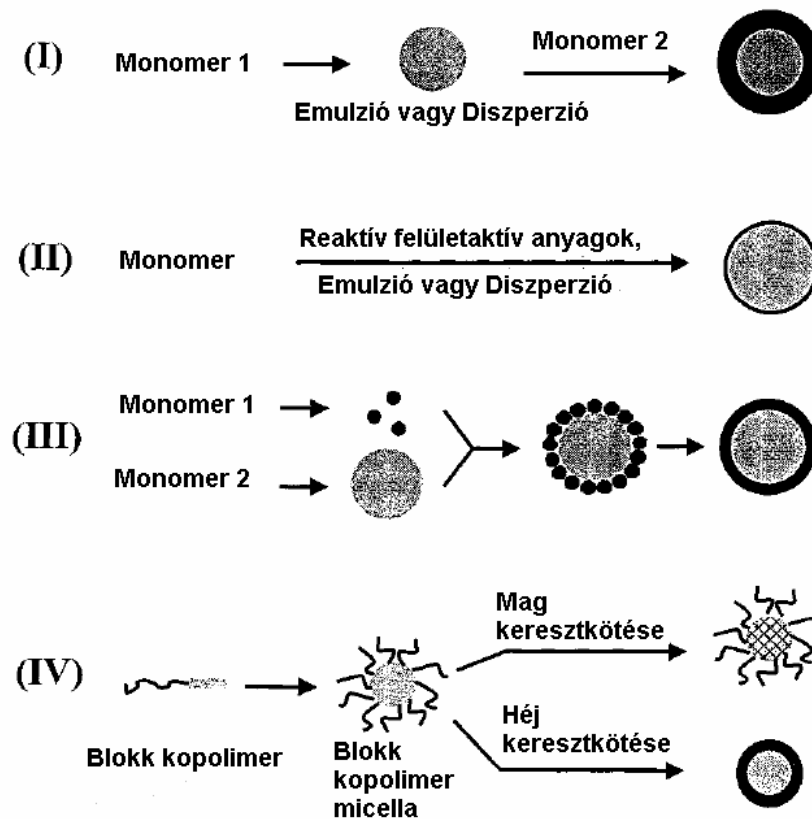 (I)
Monomer 1
Monomer 2
Emulzió vagy Diszperzió
(II)
Monomer
Reaktív felületaktív anyagok,
Emulzió vagy Diszperzió
(III)
Monomer 1
Monomer 2
(IV)
Blokk kopolimer
Blokk
kopolimer
micella
Mag
keresztkötése
Héj
keresztkötése